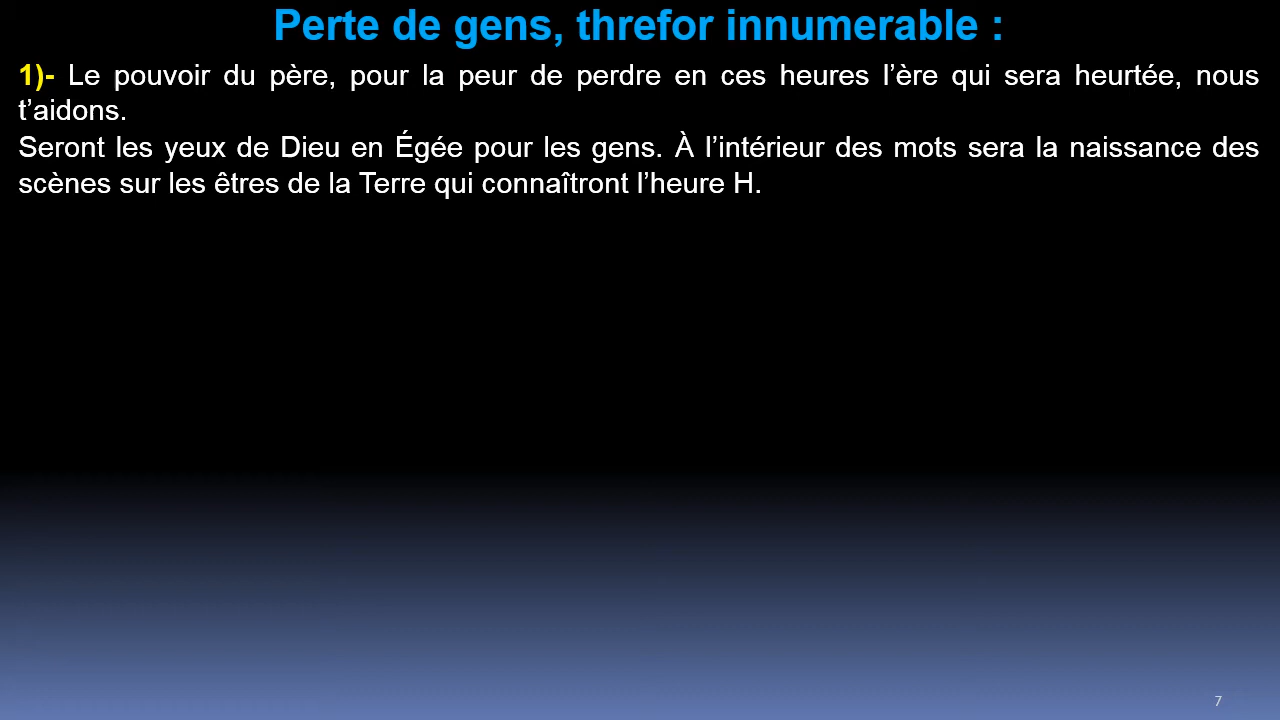 Perte de gens, threfor innumerable :
1)- Le pouvoir du père, pour la peur de perdre en ces heures l’ère qui sera heurtée, nous
t’aidons.
Seront les yeux de Dieu en Égée pour les gens. À l’intérieur des mots sera la naissance des
scènes sur les êtres de la Terre qui connaîtront l’heure H.
7